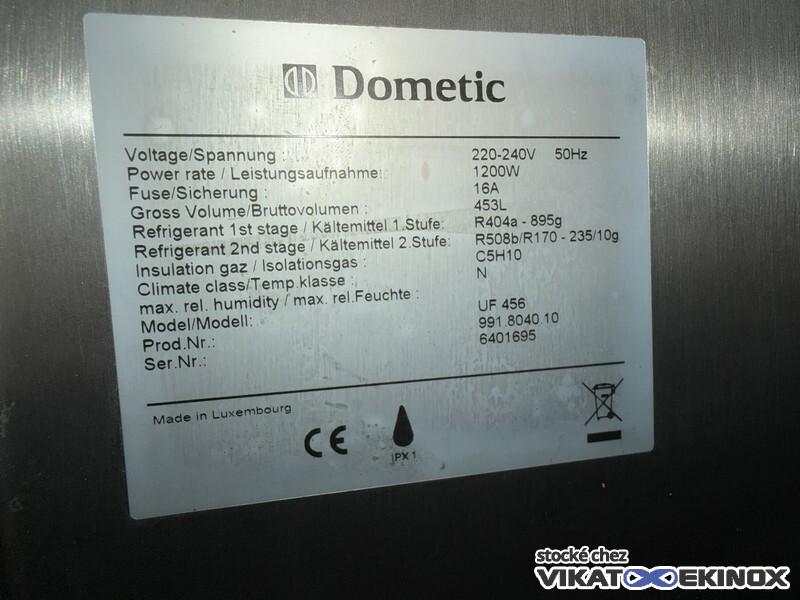 Dometic
Voltage/Spannung : 220-240V 50Hz
Power rate / Leistungsaufnahme: 1200W
Fuse/Sicherung : 16A
Gross Volume/Bruttovolumen : 453L
Refrigerant 1st stage / Kältemittel 1.Stufe: R404a - 895g
Refrigerant 2nd stage / Kältemittel 2.Stufe: R508b/R170 - 235/10g
Insulation gaz / Isolationsgas : C5H10
Climate class/Temp.klasse : N
max. rel. humidity / max. rel.Feuchte :
Model/Modell: UF 456
Prod.Nr.: 991.8040.10
Ser.Nr.: 6401695
Made in Luxembourg
CE
IPX 1
stocké chez
VIKATOO EKINOX